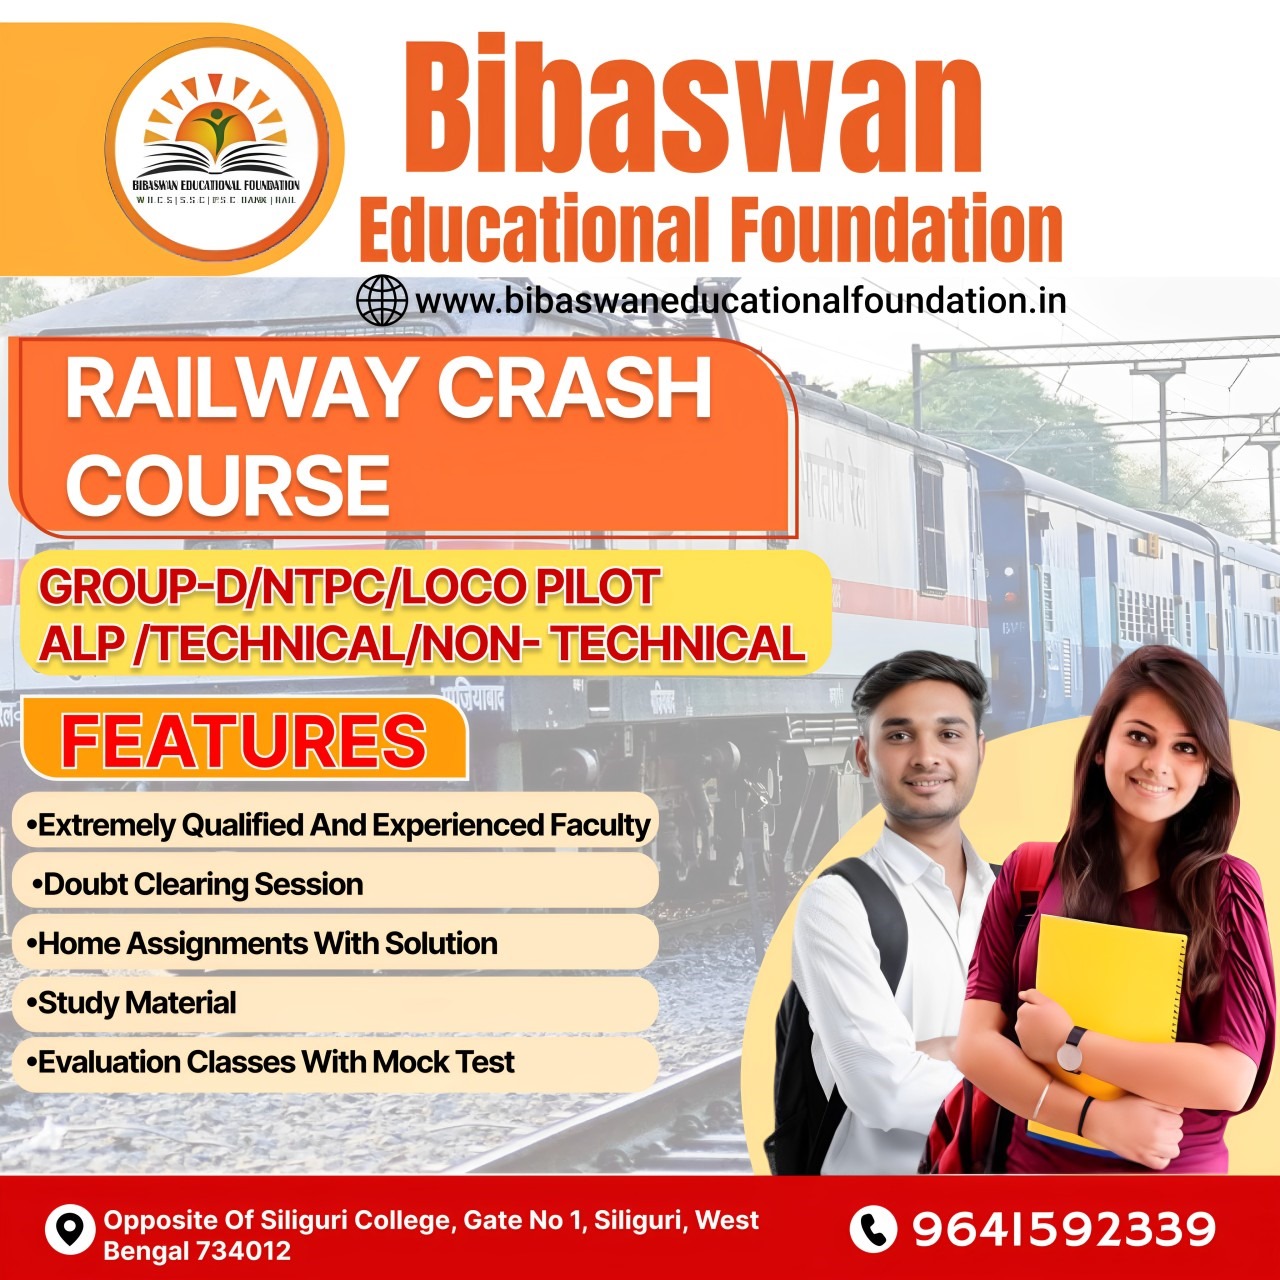 BIBASWAN EDUCATIONAL FOUNDATION
Bibaswan
Educational Foundation
www.bibaswaneducationalfoundation.in
RAILWAY CRASH
COURSE
GROUP-D/NTPC/LOCO PILOT
ALP /TECHNICAL/NON- TECHNICAL
FEATURES
•Extremely Qualified And Experienced Faculty
•Doubt Clearing Session
•Home Assignments With Solution
•Study Material
•Evaluation Classes With Mock Test
Opposite Of Siliguri College, Gate No 1, Siliguri, West
Bengal 734012
9641592339